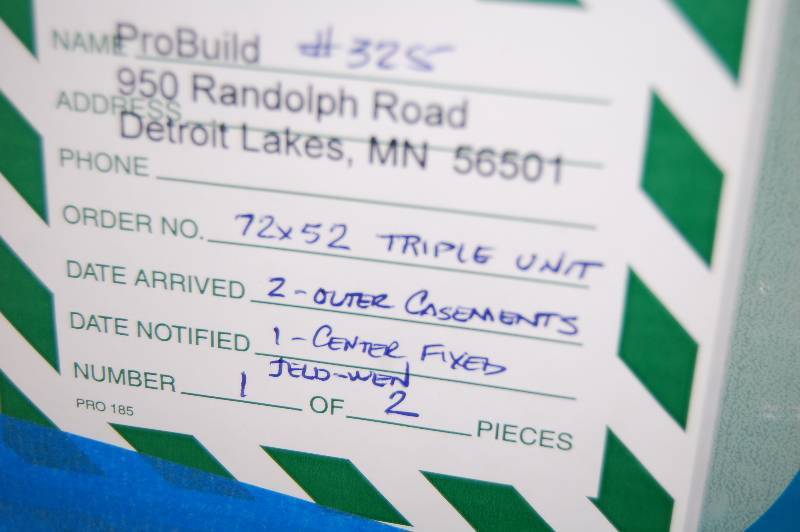 NAME ProBuild #325
950 Randolph Road
ADDRESS
Detroit Lakes, MN 56501
PHONE
ORDER NO. 72x52 TRIPLE UNIT
DATE ARRIVED 2-OUTER CASEMENTS
DATE NOTIFIED 1-CENTER FIXED
JELD-WEN
NUMBER 1 OF 2 PIECES
PRO 185